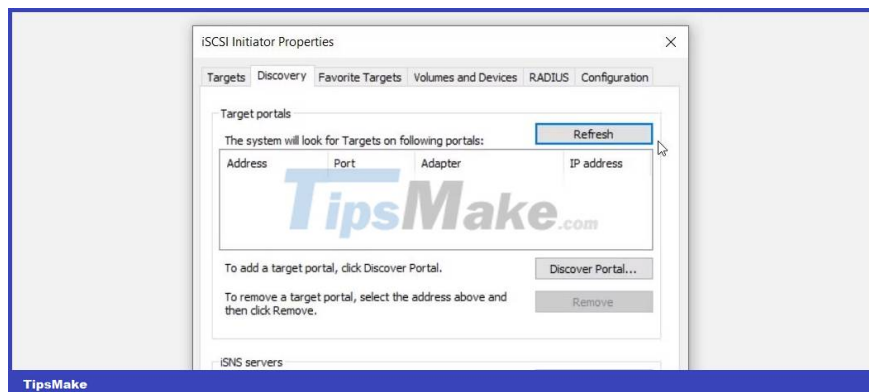 iSCSI Initiator Properties
Targets Discovery Favorite Targets Volumes and Devices RADIUS Configuration
Target portals
The system will look for Targets on following portals:
Refresh
Address Port Adapter IP address
TipsMake.com
To add a target portal, click Discover Portal.
Discover Portal...
To remove a target portal, select the address above and
then click Remove.
Remove
iSNS servers
TipsMake